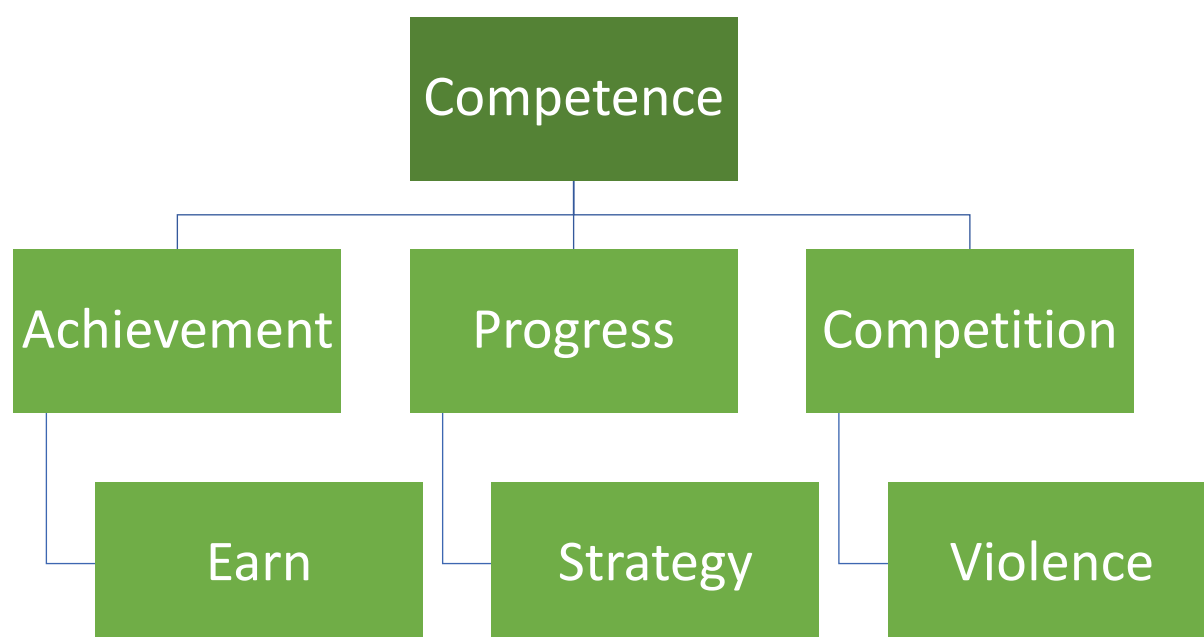 Competence
Achievement
Progress
Competition
Earn
Strategy
Violence